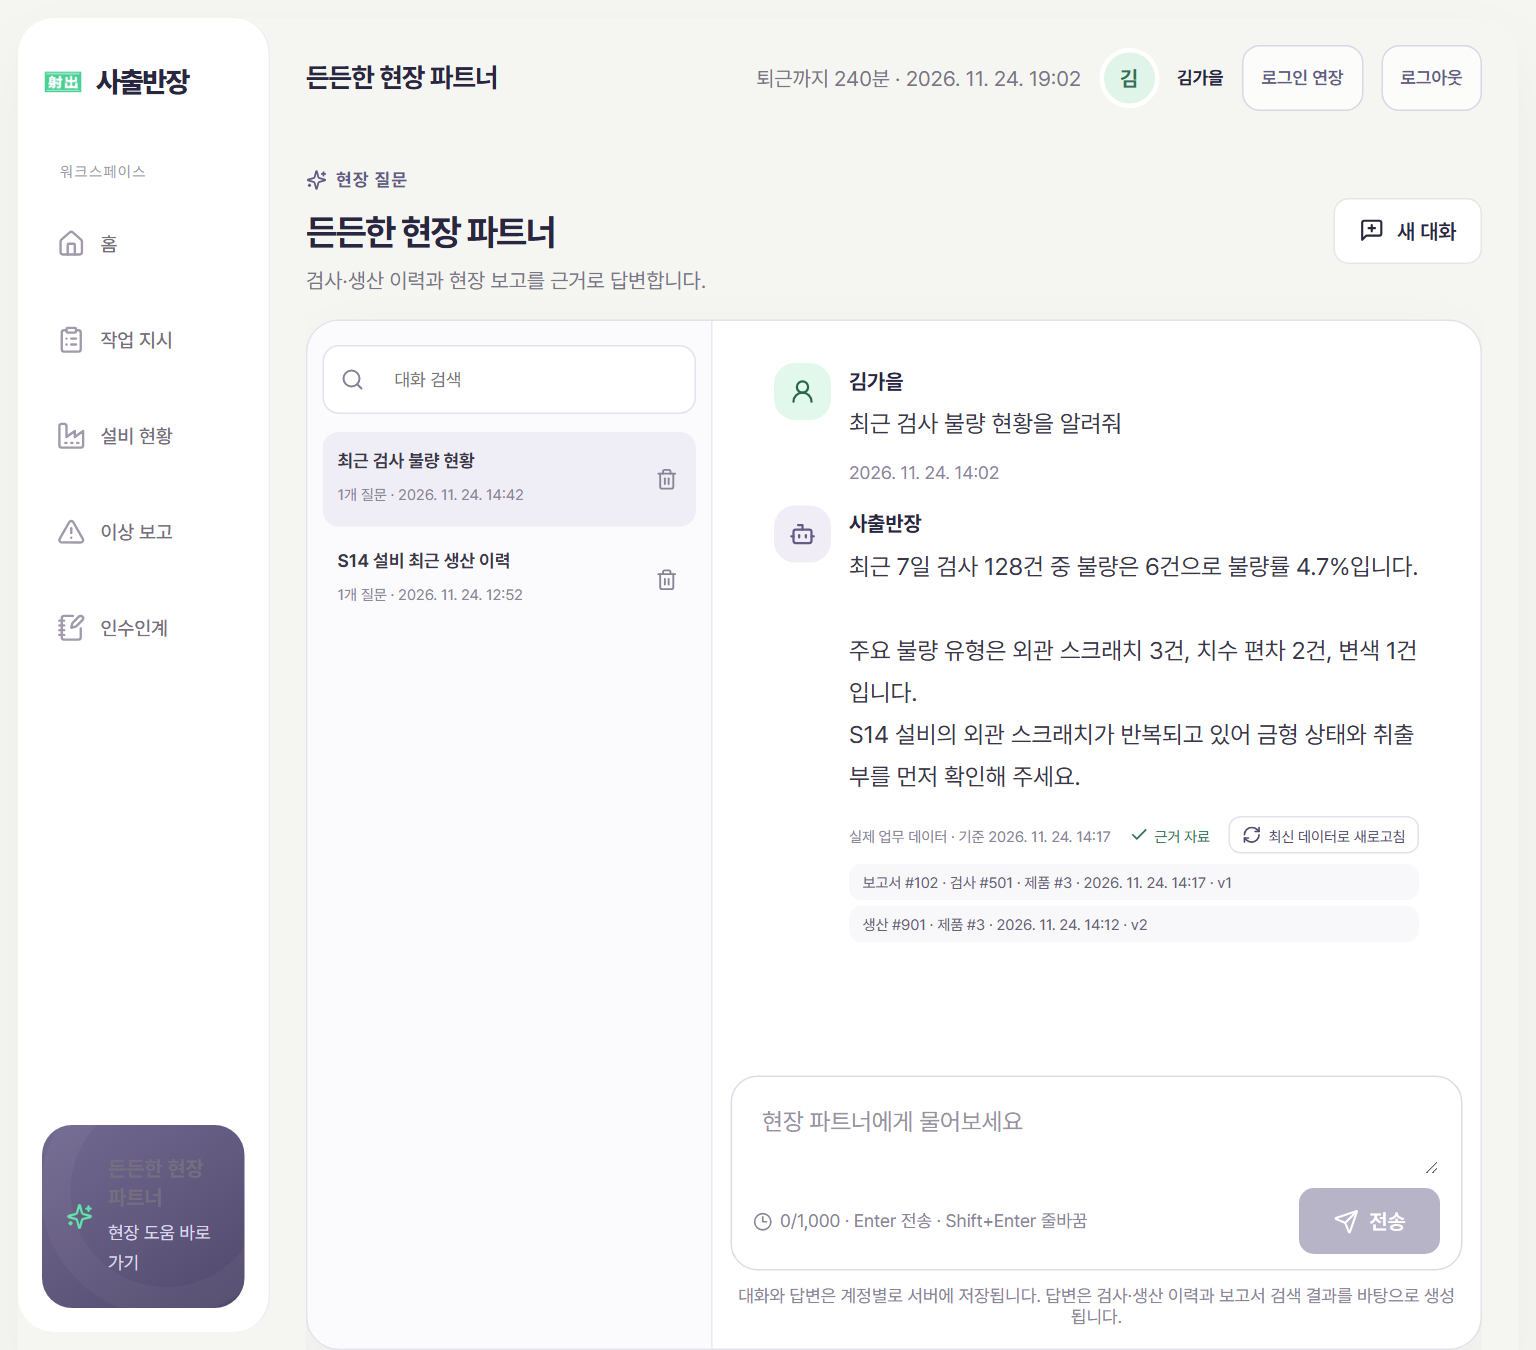 射出 사출반장
워크스페이스
홈
작업 지시
설비 현황
이상 보고
인수인계
든든한 현장
파트너
현장 도움 바로
가기
든든한 현장 파트너
퇴근까지 240분 · 2026. 11. 24. 19:02
김
김가을
로그인 연장
로그아웃
현장 질문
든든한 현장 파트너
검사·생산 이력과 현장 보고를 근거로 답변합니다.
새 대화
대화 검색
최근 검사 불량 현황
1개 질문 · 2026. 11. 24. 14:42
S14 설비 최근 생산 이력
1개 질문 · 2026. 11. 24. 12:52
김가을
최근 검사 불량 현황을 알려줘
2026. 11. 24. 14:02
사출반장
최근 7일 검사 128건 중 불량은 6건으로 불량률 4.7%입니다.
주요 불량 유형은 외관 스크래치 3건, 치수 편차 2건, 변색 1건
입니다.
S14 설비의 외관 스크래치가 반복되고 있어 금형 상태와 취출
부를 먼저 확인해 주세요.
실제 업무 데이터 · 기준 2026. 11. 24. 14:17
근거 자료
최신 데이터로 새로고침
보고서 #102 · 검사 #501 · 제품 #3 · 2026. 11. 24. 14:17 · v1
생산 #901 · 제품 #3 · 2026. 11. 24. 14:12 · v2
현장 파트너에게 물어보세요
0/1,000 · Enter 전송 · Shift+Enter 줄바꿈
전송
대화와 답변은 계정별로 서버에 저장됩니다. 답변은 검사·생산 이력과 보고서 검색 결과를 바탕으로 생성
됩니다.